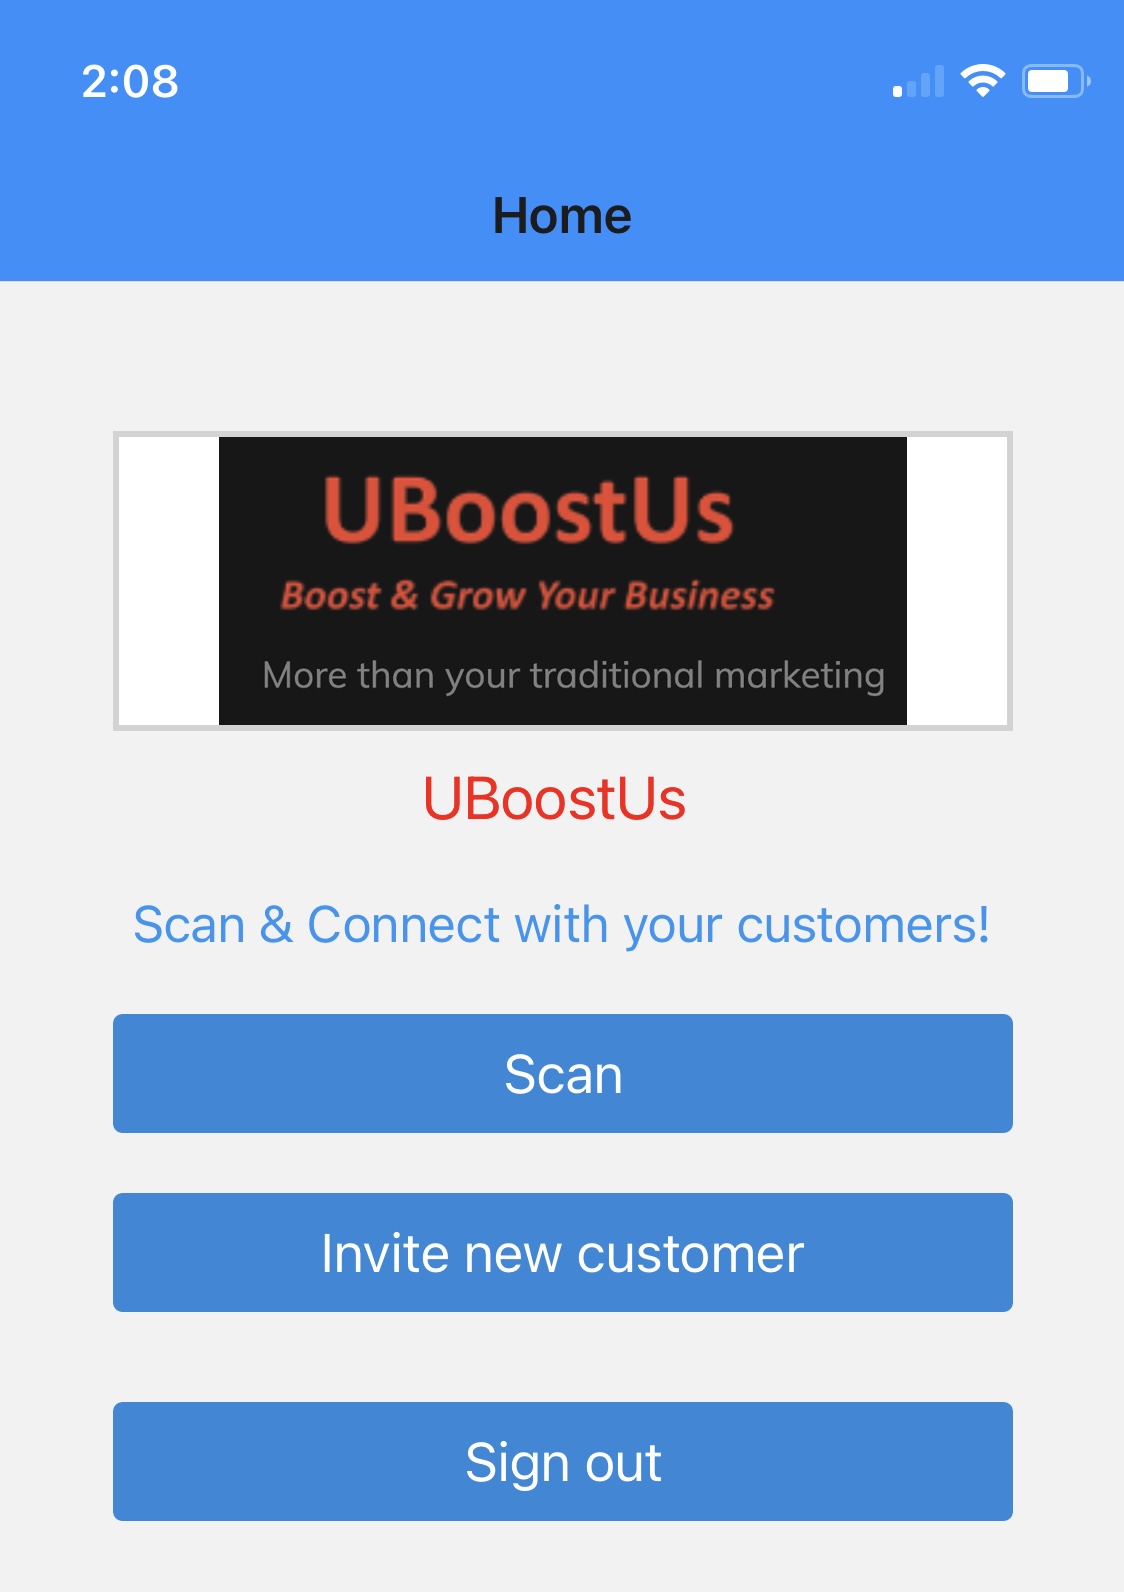 2:08
Home
UBoostUs
Boost & Grow Your Business
More than your traditional marketing
UBoostUs
Scan & Connect with your customers!
Scan
Invite new customer
Sign out